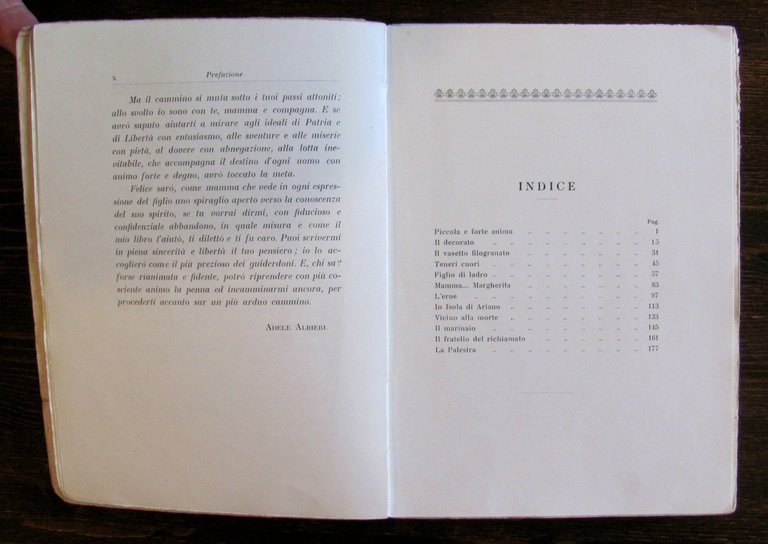 x Prefazione
Ma il cammino si muta sotto i tuoi passi attoniti;
allo svolto io sono con te, mamma e compagna. E se
avrò saputo aiutarti a mirare agli ideali di Patria e
di Libertà con entusiasmo, alle sventure e alle miserie
con pietà, al dovere con abnegazione, alla lotta ine-
vitabile, che accompagna il destino d'ogni uomo con
animo forte e degno, avrò toccato la meta.
Felice sarò, come mamma che vede in ogni espres-
sione del figlio uno spiraglio aperto verso la conoscenza
del suo spirito, se tu vorrai dirmi, con fiducioso e
confidenziale abbandono, in quale misura e come il
mio libro t'aiutò, ti dilettò e ti fu caro. Puoi scrivermi
in piena sincerità e libertà il tuo pensiero; io lo ac-
coglierò come il più prezioso dei guiderdoni. E, chi sa?
forse rianimata e fidente, potrò riprendere con più co-
sciente animo la penna ed incamminarmi ancora, per
procederti accanto su un più arduo cammino.
Adele Albieri.
INDICE
Pag.
Piccola e forte anima .. .. .. .. .. .. .. 1
Il decorato .. .. .. .. .. .. .. .. .. 15
Il vasetto filogranato .. .. .. .. .. .. .. 31
Teneri cuori .. .. .. .. .. .. .. .. 45
Figlio di ladro .. .. .. .. .. .. .. .. 57
Mamma... Margherita .. .. .. .. .. .. .. 83
L'eroe .. .. .. .. .. .. .. .. .. .. 97
In Isola di Ariano .. .. .. .. .. .. .. 113
Vicino alla morte .. .. .. .. .. .. .. 133
Il marinaio .. .. .. .. .. .. .. .. 145
Il fratello del richiamato .. .. .. .. .. .. 161
La Palestra .. .. .. .. .. .. .. .. 177